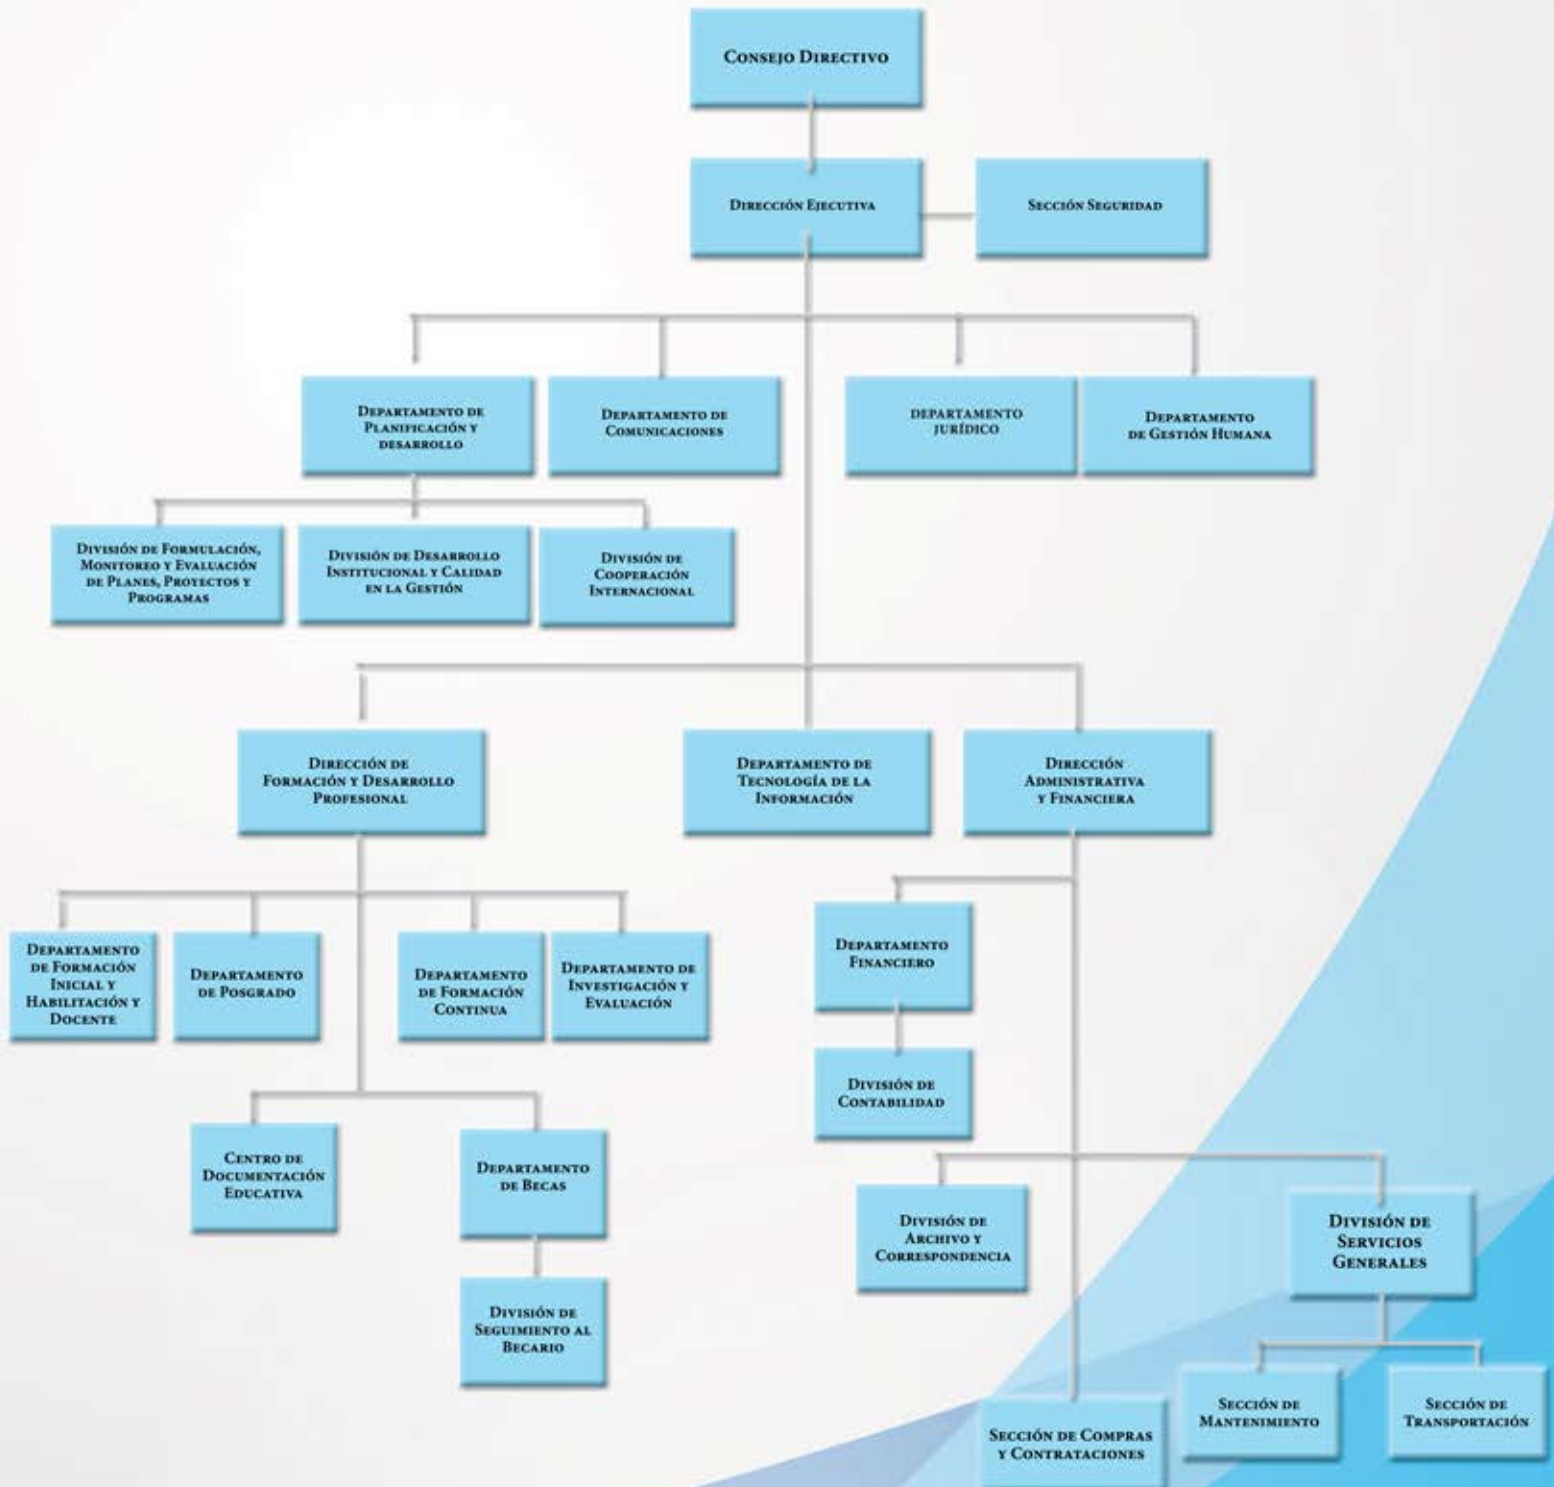 CONSEJO DIRECTIVO
DIRECCIÓN EJECUTIVA
SECCIÓN SEGURIDAD
DEPARTAMENTO DE
PLANIFICACIÓN Y
DESARROLLO
DEPARTAMENTO DE
COMUNICACIONES
DEPARTAMENTO
JURÍDICO
DEPARTAMENTO
DE GESTIÓN HUMANA
DIVISIÓN DE FORMULACIÓN,
MONITOREO Y EVALUACIÓN
DE PLANES, PROYECTOS Y
PROGRAMAS
DIVISIÓN DE DESARROLLO
INSTITUCIONAL Y CALIDAD
EN LA GESTIÓN
DIVISIÓN DE
COOPERACIÓN
INTERNACIONAL
DIRECCIÓN DE
FORMACIÓN Y DESARROLLO
PROFESIONAL
DEPARTAMENTO DE
TECNOLOGÍA DE LA
INFORMACIÓN
DIRECCIÓN
ADMINISTRATIVA
Y FINANCIERA
DEPARTAMENTO
DE FORMACIÓN
INICIAL Y
HABILITACIÓN Y
DOCENTE
DEPARTAMENTO
DE POSGRADO
DEPARTAMENTO
DE FORMACIÓN
CONTINUA
DEPARTAMENTO DE
INVESTIGACIÓN Y
EVALUACIÓN
DEPARTAMENTO
FINANCIERO
DIVISIÓN DE
CONTABILIDAD
CENTRO DE
DOCUMENTACIÓN
EDUCATIVA
DEPARTAMENTO
DE BECAS
DIVISIÓN DE
ARCHIVO Y
CORRESPONDENCIA
DIVISIÓN DE
SERVICIOS
GENERALES
DIVISIÓN DE
SEGUIMIENTO AL
BECARIO
SECCIÓN DE COMPRAS
Y CONTRATACIONES
SECCIÓN DE
MANTENIMIENTO
SECCIÓN DE
TRANSPORTACIÓN